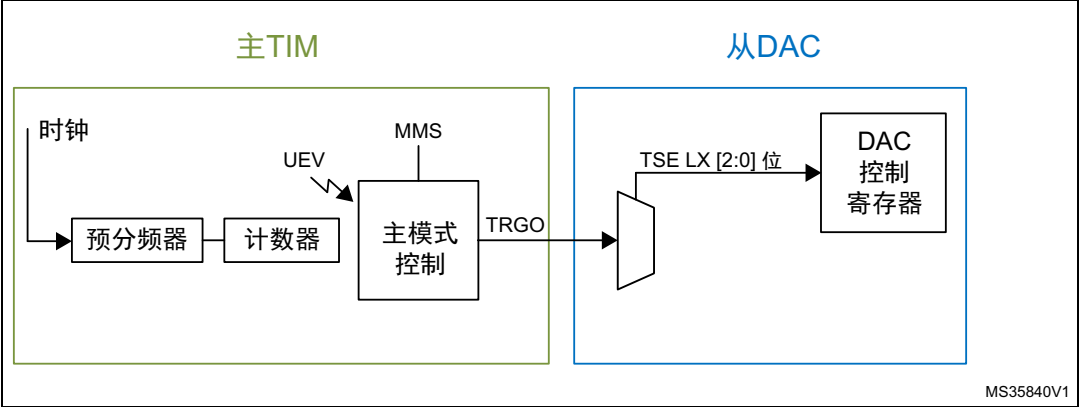 主TIM
从DAC
时钟
MMS
UEV
预分频器
计数器
主模式
控制
TRGO
TSE LX [2:0] 位
DAC
控制
寄存器
MS35840V1